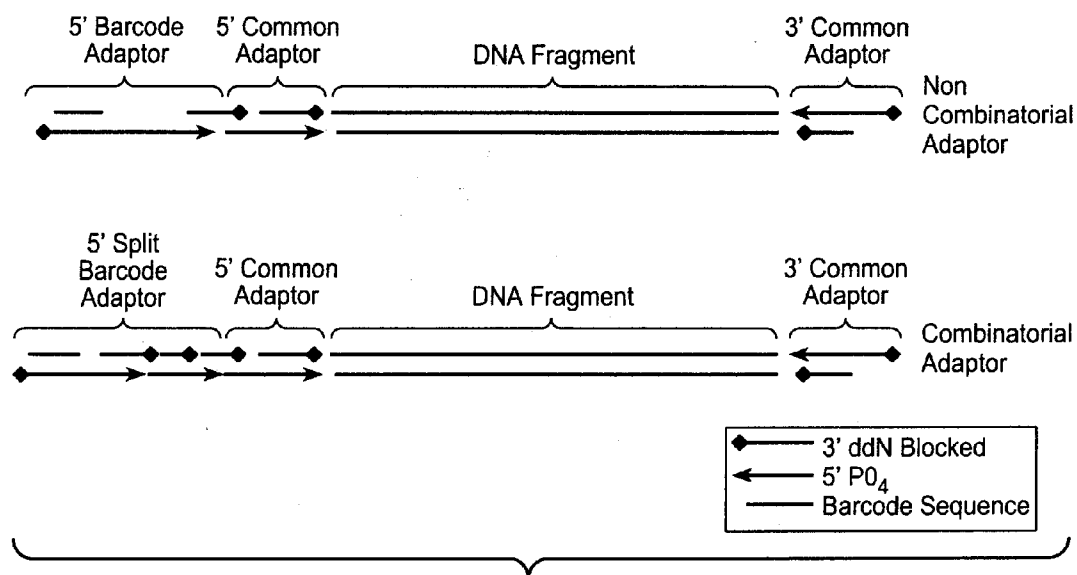 5' Barcode
Adaptor
5' Common
Adaptor
DNA Fragment
3' Common
Adaptor
Non
Combinatorial
Adaptor
5' Split
Barcode
Adaptor
5' Common
Adaptor
DNA Fragment
3' Common
Adaptor
Combinatorial
Adaptor
3' ddN Blocked
5' P0₄
Barcode Sequence